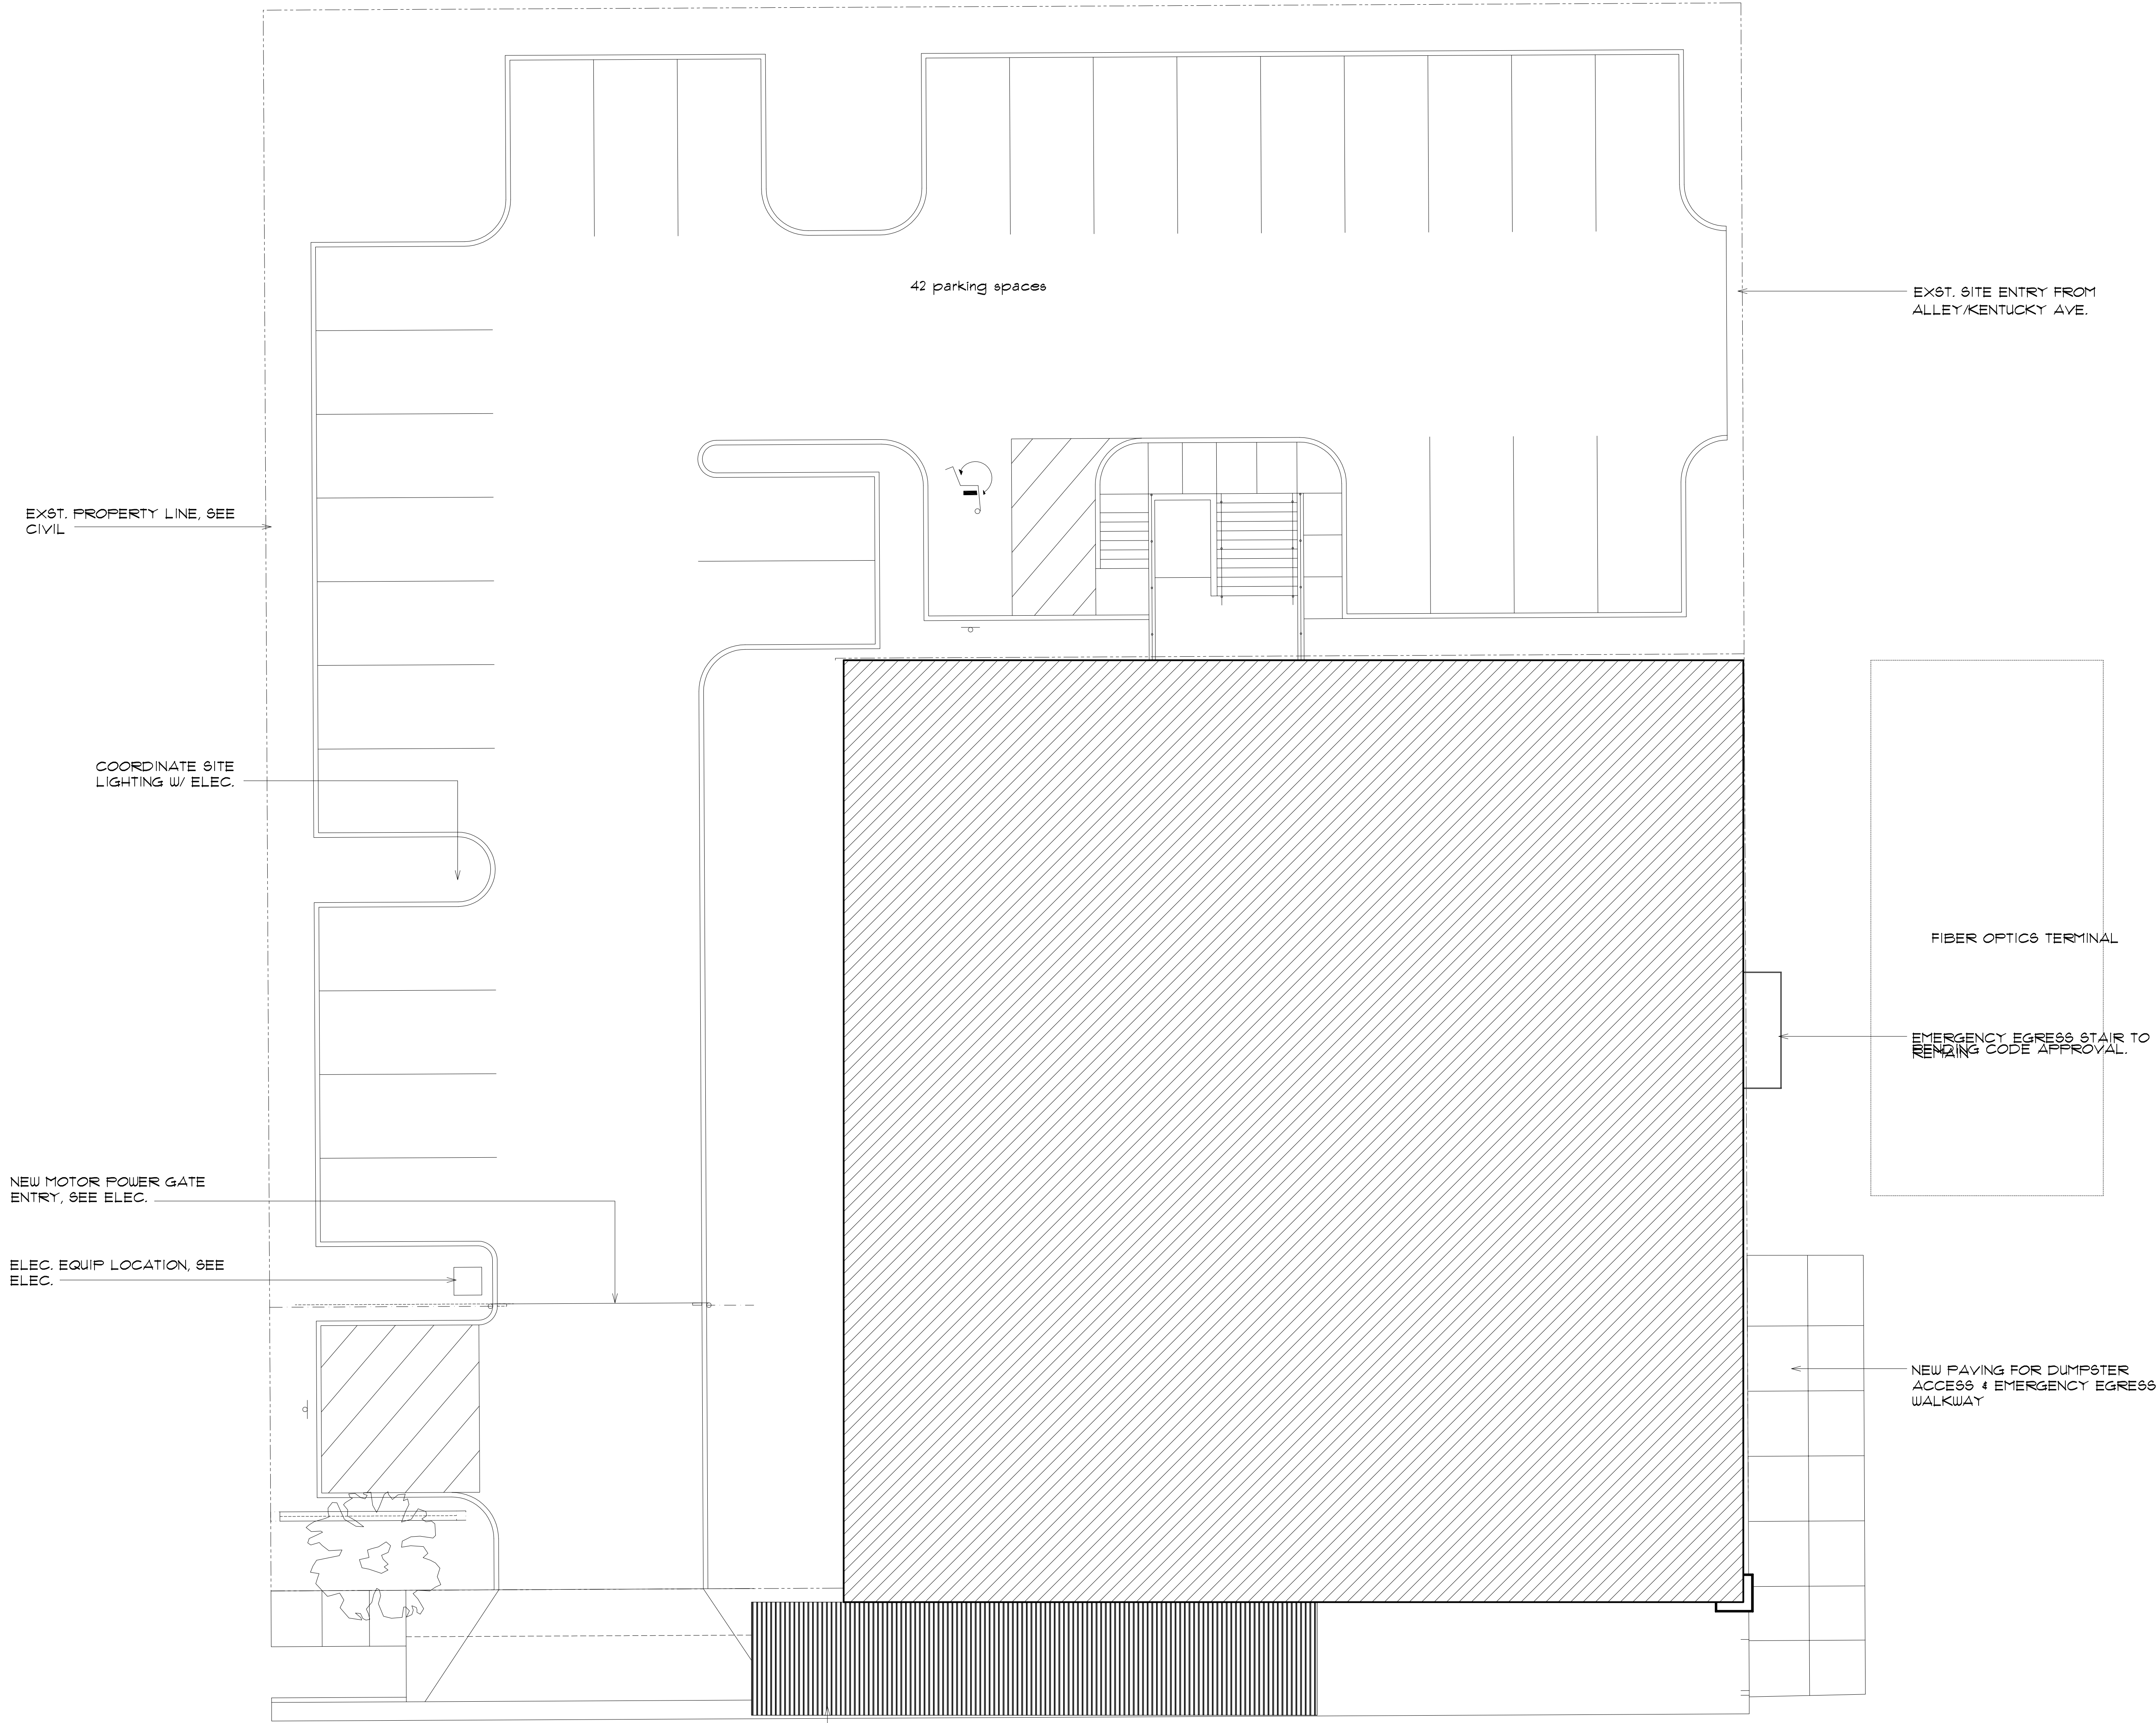 42 parking spaces
EXST. SITE ENTRY FROM
ALLEY/KENTUCKY AVE.
EXST. PROPERTY LINE, SEE
CIVIL
COORDINATE SITE
LIGHTING W/ ELEC.
FIBER OPTICS TERMINAL
EMERGENCY EGRESS STAIR TO
REMAIN
PENDING CODE APPROVAL.
NEW MOTOR POWER GATE
ENTRY, SEE ELEC.
ELEC. EQUIP LOCATION, SEE
ELEC.
NEW PAVING FOR DUMPSTER
ACCESS & EMERGENCY EGRESS
WALKWAY